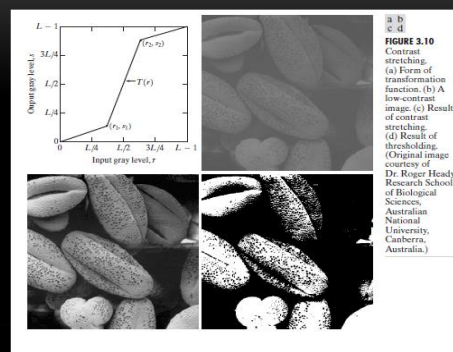 L − 1
3L/4
L/2
L/4
0
Output gray level, s
(r₂, s₂)
T(r)
(r₁, s₁)
0 L/4 L/2 3L/4 L − 1
Input gray level, r
a b
c d
FIGURE 3.10
Contrast
stretching.
(a) Form of
transformation
function. (b) A
low-contrast
image. (c) Result
of contrast
stretching.
(d) Result of
thresholding.
(Original image
courtesy of
Dr. Roger Heady,
Research School
of Biological
Sciences,
Australian
National
University,
Canberra,
Australia.)